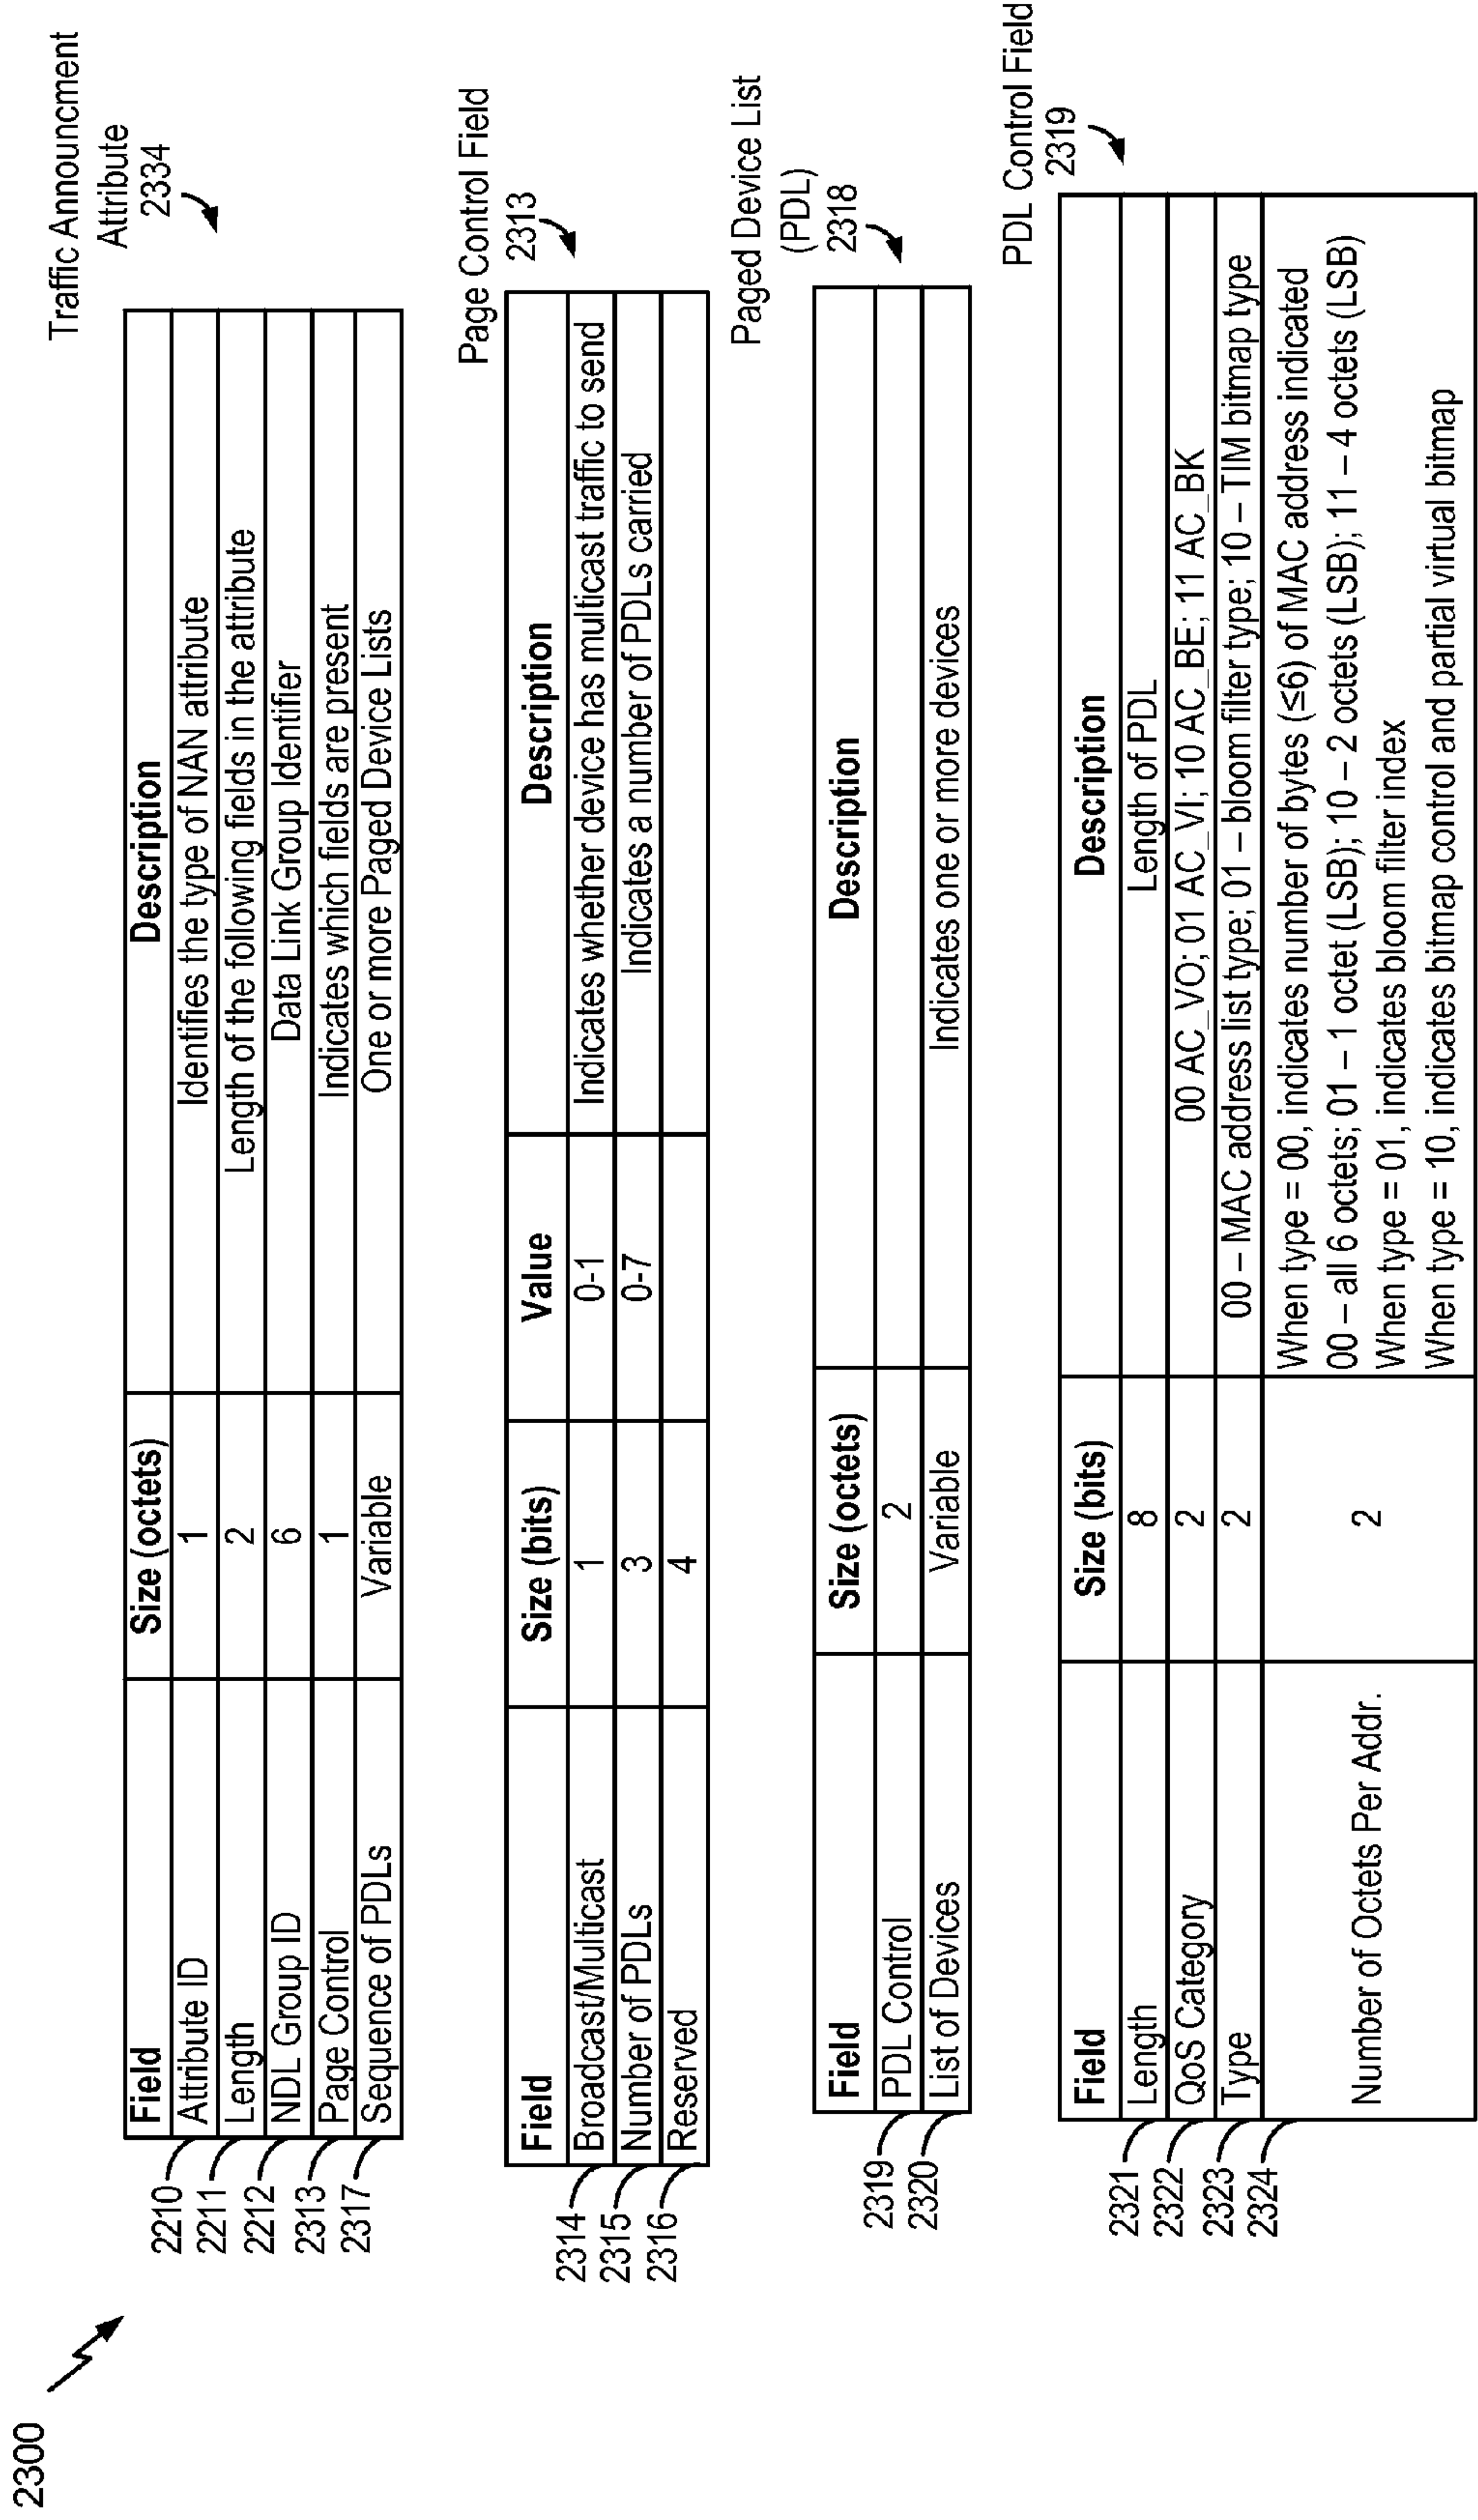 2300
Traffic Announcment
Attribute
2334
Field Size (octets) Description
2210 Attribute ID 1 Identifies the type of NAN attribute
2211 Length 2 Length of the following fields in the attribute
2212 NDL Group ID 6 Data Link Group Identifier
2313 Page Control 1 Indicates which fields are present
2317 Sequence of PDLs Variable One or more Paged Device Lists
Page Control Field
2313
Field Size (bits) Value Description
2314 Broadcast/Multicast 1 0-1 Indicates whether device has multicast traffic to send
2315 Number of PDLs 3 0-7 Indicates a number of PDLs carried
2316 Reserved 4
Paged Device List
(PDL)
2318
Field Size (octets) Description
2319 PDL Control 2
2320 List of Devices Variable Indicates one or more devices
PDL Control Field
2319
Field Size (bits) Description
2321 Length 8 Length of PDL
2322 QoS Category 2 00 AC_VO; 01 AC_VI; 10 AC_BE; 11 AC_BK
2323 Type 2 00 – MAC address list type; 01 – bloom filter type; 10 – TIM bitmap type
2324 Number of Octets Per Addr. 2 When type = 00, indicates number of bytes (≤6) of MAC address indicated
00 – all 6 octets; 01 – 1 octet (LSB); 10 – 2 octets (LSB); 11 – 4 octets (LSB)
When type = 01, indicates bloom filter index
When type = 10, indicates bitmap control and partial virtual bitmap